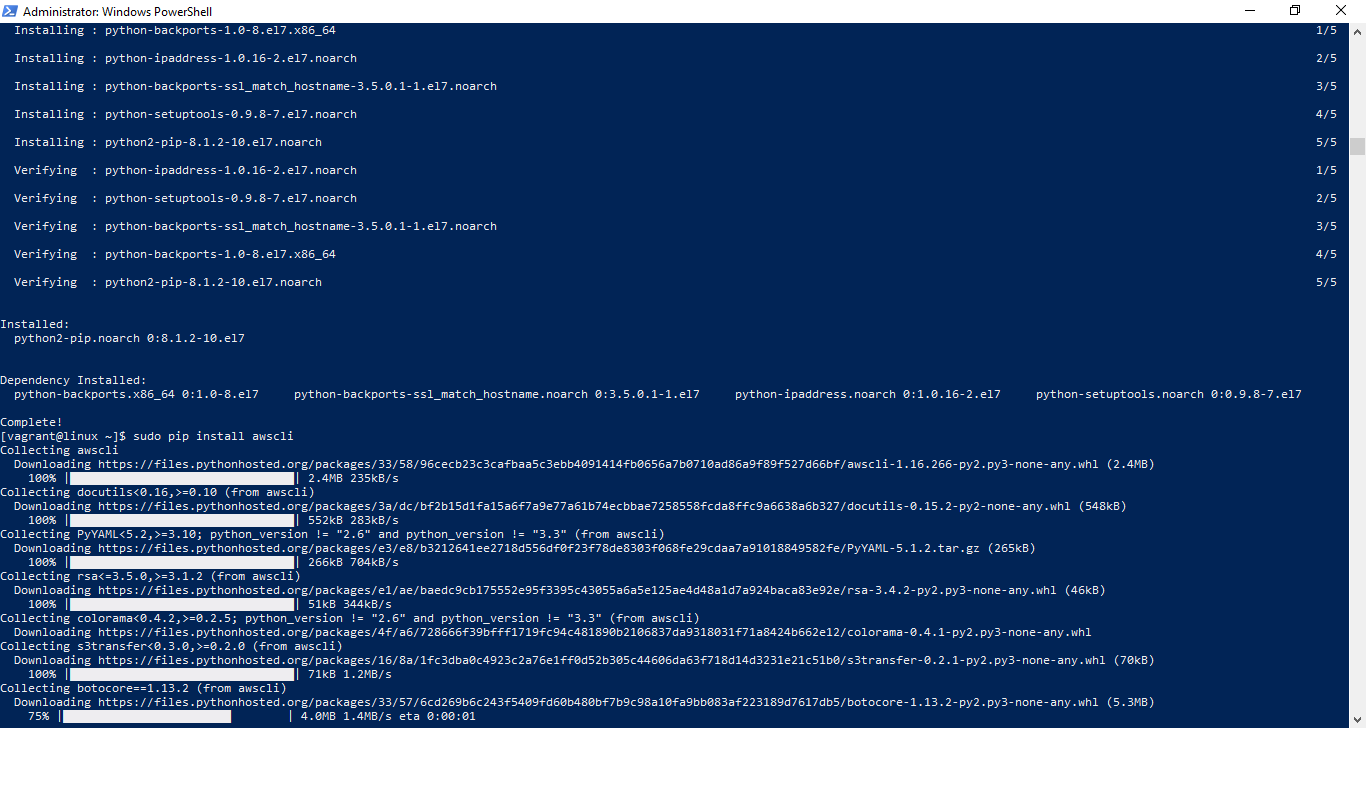 Administrator: Windows PowerShell
Installing : python-backports-1.0-8.el7.x86_64 1/5
Installing : python-ipaddress-1.0.16-2.el7.noarch 2/5
Installing : python-backports-ssl_match_hostname-3.5.0.1-1.el7.noarch 3/5
Installing : python-setuptools-0.9.8-7.el7.noarch 4/5
Installing : python2-pip-8.1.2-10.el7.noarch 5/5
Verifying  : python-ipaddress-1.0.16-2.el7.noarch 1/5
Verifying  : python-setuptools-0.9.8-7.el7.noarch 2/5
Verifying  : python-backports-ssl_match_hostname-3.5.0.1-1.el7.noarch 3/5
Verifying  : python-backports-1.0-8.el7.x86_64 4/5
Verifying  : python2-pip-8.1.2-10.el7.noarch 5/5
Installed:
python2-pip.noarch 0:8.1.2-10.el7
Dependency Installed:
python-backports.x86_64 0:1.0-8.el7 python-backports-ssl_match_hostname.noarch 0:3.5.0.1-1.el7 python-ipaddress.noarch 0:1.0.16-2.el7 python-setuptools.noarch 0:0.9.8-7.el7
Complete!
[vagrant@linux ~]$ sudo pip install awscli
Collecting awscli
Downloading https://files.pythonhosted.org/packages/33/58/96cecb23c3cafbaa5c3ebb4091414fb0656a7b0710ad86a9f89f527d66bf/awscli-1.16.266-py2.py3-none-any.whl (2.4MB)
100% || 2.4MB 235kB/s
Collecting docutils<0.16,>=0.10 (from awscli)
Downloading https://files.pythonhosted.org/packages/3a/dc/bf2b15d1fa15a6f7a9e77a61b74ecbbae7258558fcda8ffc9a6638a6b327/docutils-0.15.2-py2-none-any.whl (548kB)
100% || 552kB 283kB/s
Collecting PyYAML<5.2,>=3.10; python_version != "2.6" and python_version != "3.3" (from awscli)
Downloading https://files.pythonhosted.org/packages/e3/e8/b3212641ee2718d556df0f23f78de8303f068fe29cdaa7a91018849582fe/PyYAML-5.1.2.tar.gz (265kB)
100% || 266kB 704kB/s
Collecting rsa<=3.5.0,>=3.1.2 (from awscli)
Downloading https://files.pythonhosted.org/packages/e1/ae/baedc9cb175552e95f3395c43055a6a5e125ae4d48a1d7a924baca83e92e/rsa-3.4.2-py2.py3-none-any.whl (46kB)
100% || 51kB 344kB/s
Collecting colorama<0.4.2,>=0.2.5; python_version != "2.6" and python_version != "3.3" (from awscli)
Downloading https://files.pythonhosted.org/packages/4f/a6/728666f39bfff1719fc94c481890b2106837da9318031f71a8424b662e12/colorama-0.4.1-py2.py3-none-any.whl
Collecting s3transfer<0.3.0,>=0.2.0 (from awscli)
Downloading https://files.pythonhosted.org/packages/16/8a/1fc3dba0c4923c2a76e1ff0d52b305c44606da63f718d14d3231e21c51b0/s3transfer-0.2.1-py2.py3-none-any.whl (70kB)
100% || 71kB 1.2MB/s
Collecting botocore==1.13.2 (from awscli)
Downloading https://files.pythonhosted.org/packages/33/57/6cd269b6c243f5409fd60b480bf7b9c98a10fa9bb083af223189d7617db5/botocore-1.13.2-py2.py3-none-any.whl (5.3MB)
75% | | 4.0MB 1.4MB/s eta 0:00:01